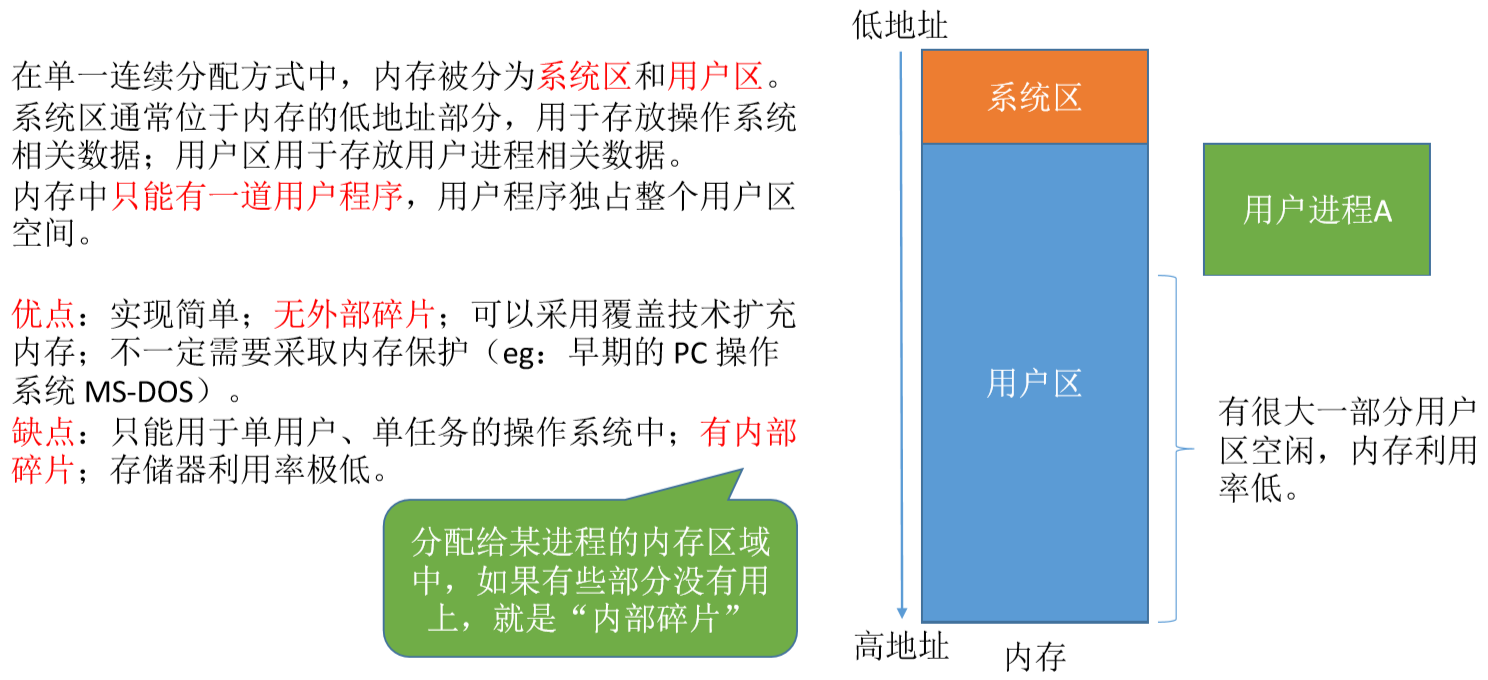 在单一连续分配方式中，内存被分为系统区和用户区。
系统区通常位于内存的低地址部分，用于存放操作系统
相关数据；用户区用于存放用户进程相关数据。
内存中只能有一道用户程序，用户程序独占整个用户区
空间。
优点：实现简单；无外部碎片；可以采用覆盖技术扩充
内存；不一定需要采取内存保护（eg：早期的 PC 操作
系统 MS-DOS）。
缺点：只能用于单用户、单任务的操作系统中；有内部
碎片；存储器利用率极低。
分配给某进程的内存区域
中，如果有些部分没有用
上，就是“内部碎片”
低地址
系统区
用户进程A
用户区
有很大一部分用户
区空闲，内存利用
率低。
高地址
内存